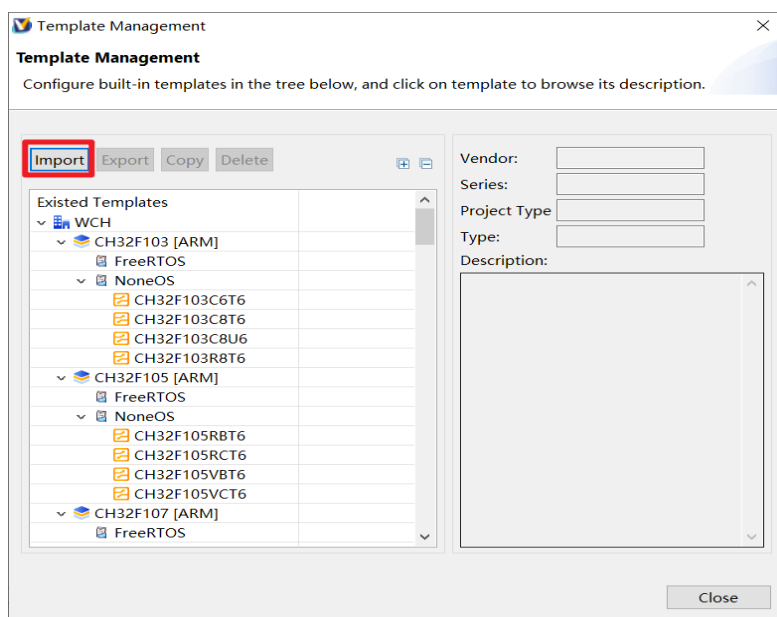 Template Management
Template Management
Configure built-in templates in the tree below, and click on template to browse its description.
Import Export Copy Delete
Existed Templates
WCH
CH32F103 [ARM]
FreeRTOS
NoneOS
CH32F103C6T6
CH32F103C8T6
CH32F103C8U6
CH32F103R8T6
CH32F105 [ARM]
FreeRTOS
NoneOS
CH32F105RBT6
CH32F105RCT6
CH32F105VBT6
CH32F105VCT6
CH32F107 [ARM]
FreeRTOS
Vendor:
Series:
Project Type
Type:
Description:
Close